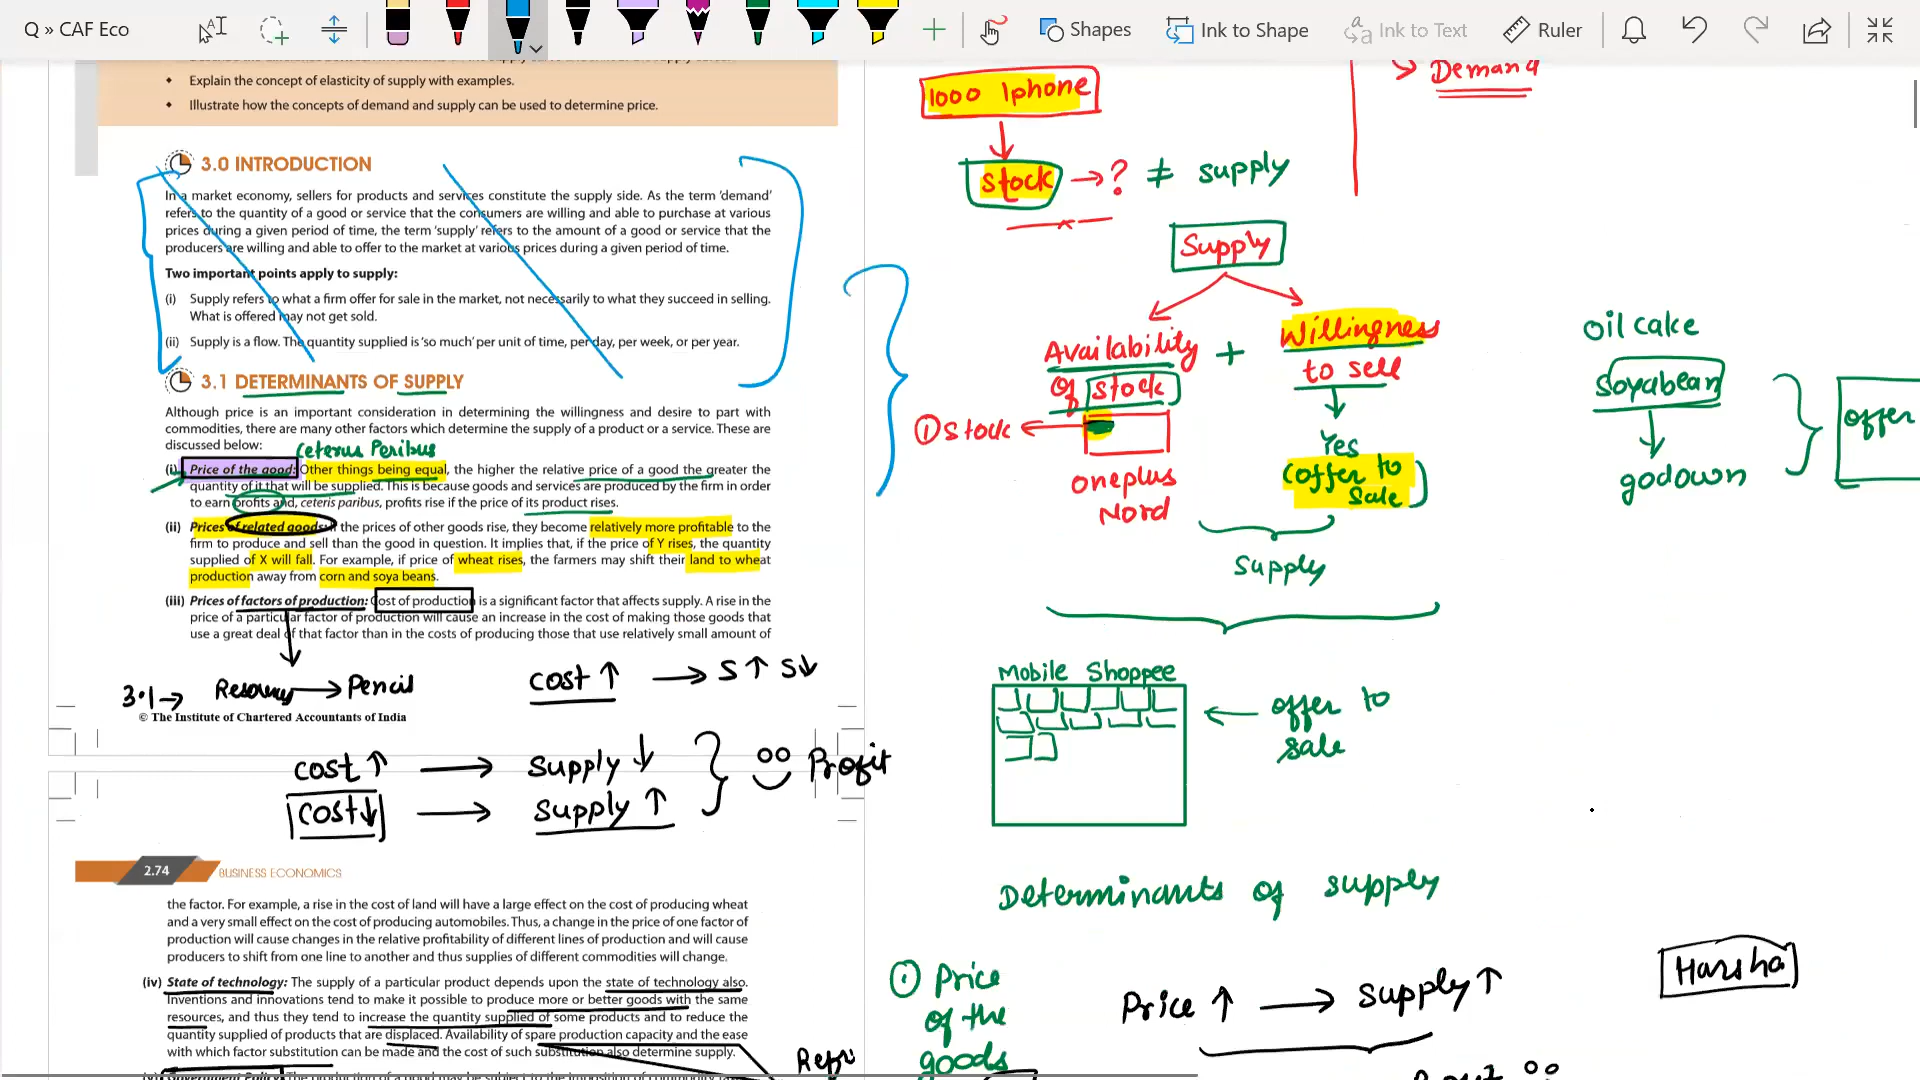 Q » CAF Eco
Shapes
Ink to Shape
Ink to Text
Ruler
Explain the concept of elasticity of supply with examples.
Illustrate how the concepts of demand and supply can be used to determine price.
3.0 INTRODUCTION
In a market economy, sellers for products and services constitute the supply side. As the term 'demand'
refers to the quantity of a good or service that the consumers are willing and able to purchase at various
prices during a given period of time, the term 'supply' refers to the amount of a good or service that the
producers are willing and able to offer to the market at various prices during a given period of time.
Two important points apply to supply:
(i) Supply refers to what a firm offer for sale in the market, not necessarily to what they succeed in selling.
What is offered may not get sold.
(ii) Supply is a flow. The quantity supplied is 'so much' per unit of time, per day, per week, or per year.
3.1 DETERMINANTS OF SUPPLY
Although price is an important consideration in determining the willingness and desire to part with
commodities, there are many other factors which determine the supply of a product or a service. These are
discussed below:
Ceterus Peribus
(i) Price of the good: Other things being equal, the higher the relative price of a good the greater the
quantity of it that will be supplied. This is because goods and services are produced by the firm in order
to earn profits and, ceteris paribus, profits rise if the price of its product rises.
(ii) Prices of related goods: the prices of other goods rise, they become relatively more profitable to the
firm to produce and sell than the good in question. It implies that, if the price of Y rises, the quantity
supplied of X will fall. For example, if price of wheat rises, the farmers may shift their land to wheat
production away from corn and soya beans.
(iii) Prices of factors of production: Cost of production is a significant factor that affects supply. A rise in the
price of a particular factor of production will cause an increase in the cost of making those goods that
use a great deal of that factor than in the costs of producing those that use relatively small amount of
3.1 → Resources → Pencil
cost ↑ → S ↑ S↓
© The Institute of Chartered Accountants of India
cost ↑ → supply ↓
cost ↓ → supply ↑
Profit
2.74
BUSINESS ECONOMICS
the factor. For example, a rise in the cost of land will have a large effect on the cost of producing wheat
and a very small effect on the cost of producing automobiles. Thus, a change in the price of one factor of
production will cause changes in the relative profitability of different lines of production and will cause
producers to shift from one line to another and thus supplies of different commodities will change.
(iv) State of technology: The supply of a particular product depends upon the state of technology also.
Inventions and innovations tend to make it possible to produce more or better goods with the same
resources, and thus they tend to increase the quantity supplied of some products and to reduce the
quantity supplied of products that are displaced. Availability of spare production capacity and the ease
with which factor substitution can be made and the cost of such substitution also determine supply.
Demand
1000 Iphone
stock → ? ≠ supply
Supply
Availability
of stock
+
Willingness
to sell
① stock
oneplus
Nord
Yes
(offer to
sale)
supply
oil cake
soyabean
godown
offer
Mobile Shoppee
offer to
sale
Determinants of supply
① Price
of the
goods
Price ↑ → supply ↑
Harsha